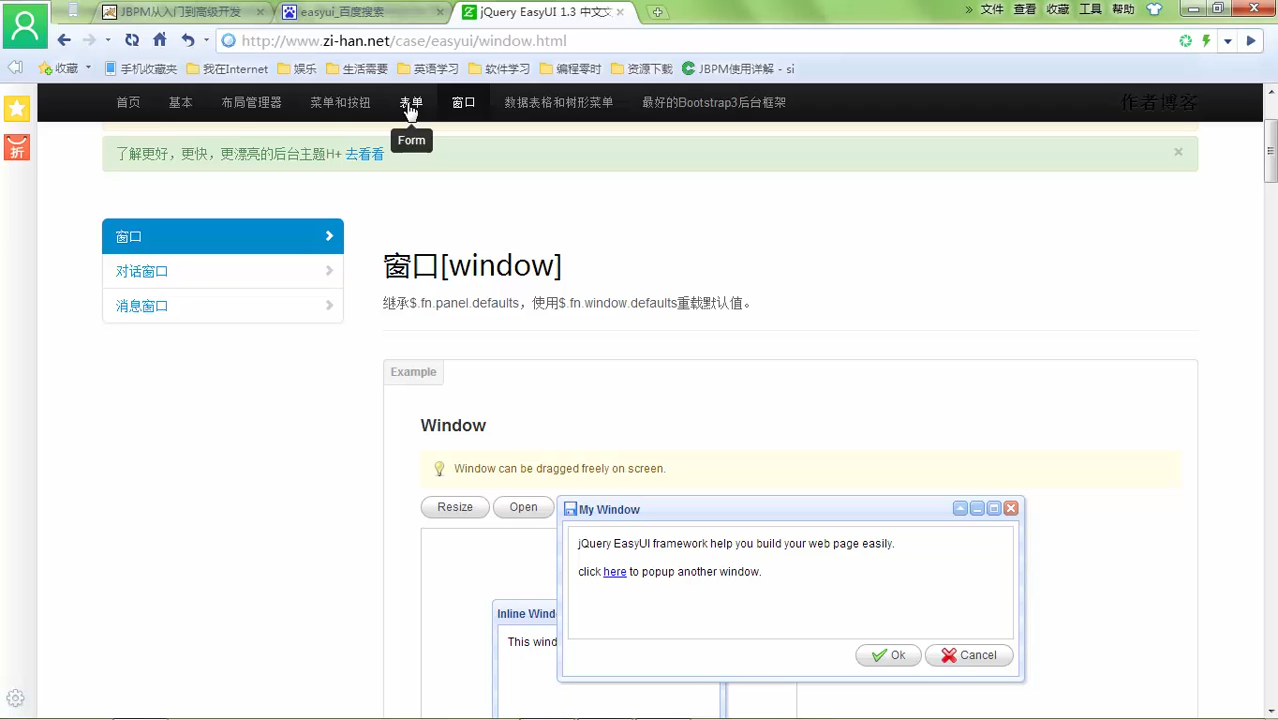 JBPM从入门到高级开发
easyui_百度搜索
jQuery EasyUI 1.3 中文文
» 文件 查看 收藏 工具 帮助
http://www.zi-han.net/case/easyui/window.html
收藏 手机收藏夹 我在Internet 娱乐 生活需要 英语学习 软件学习 编程零时 资源下载 JBPM使用详解 - si
首页 基本 布局管理器 菜单和按钮 表单 窗口 数据表格和树形菜单 最好的Bootstrap3后台框架 作者博客
Form
折
了解更好，更快，更漂亮的后台主题H+ 去看看
窗口
对话窗口
消息窗口
窗口[window]
继承$.fn.panel.defaults，使用$.fn.window.defaults重载默认值。
Example
Window
Window can be dragged freely on screen.
Resize Open
My Window
jQuery EasyUI framework help you build your web page easily.
click here to popup another window.
Inline Wind
This wind
Ok Cancel